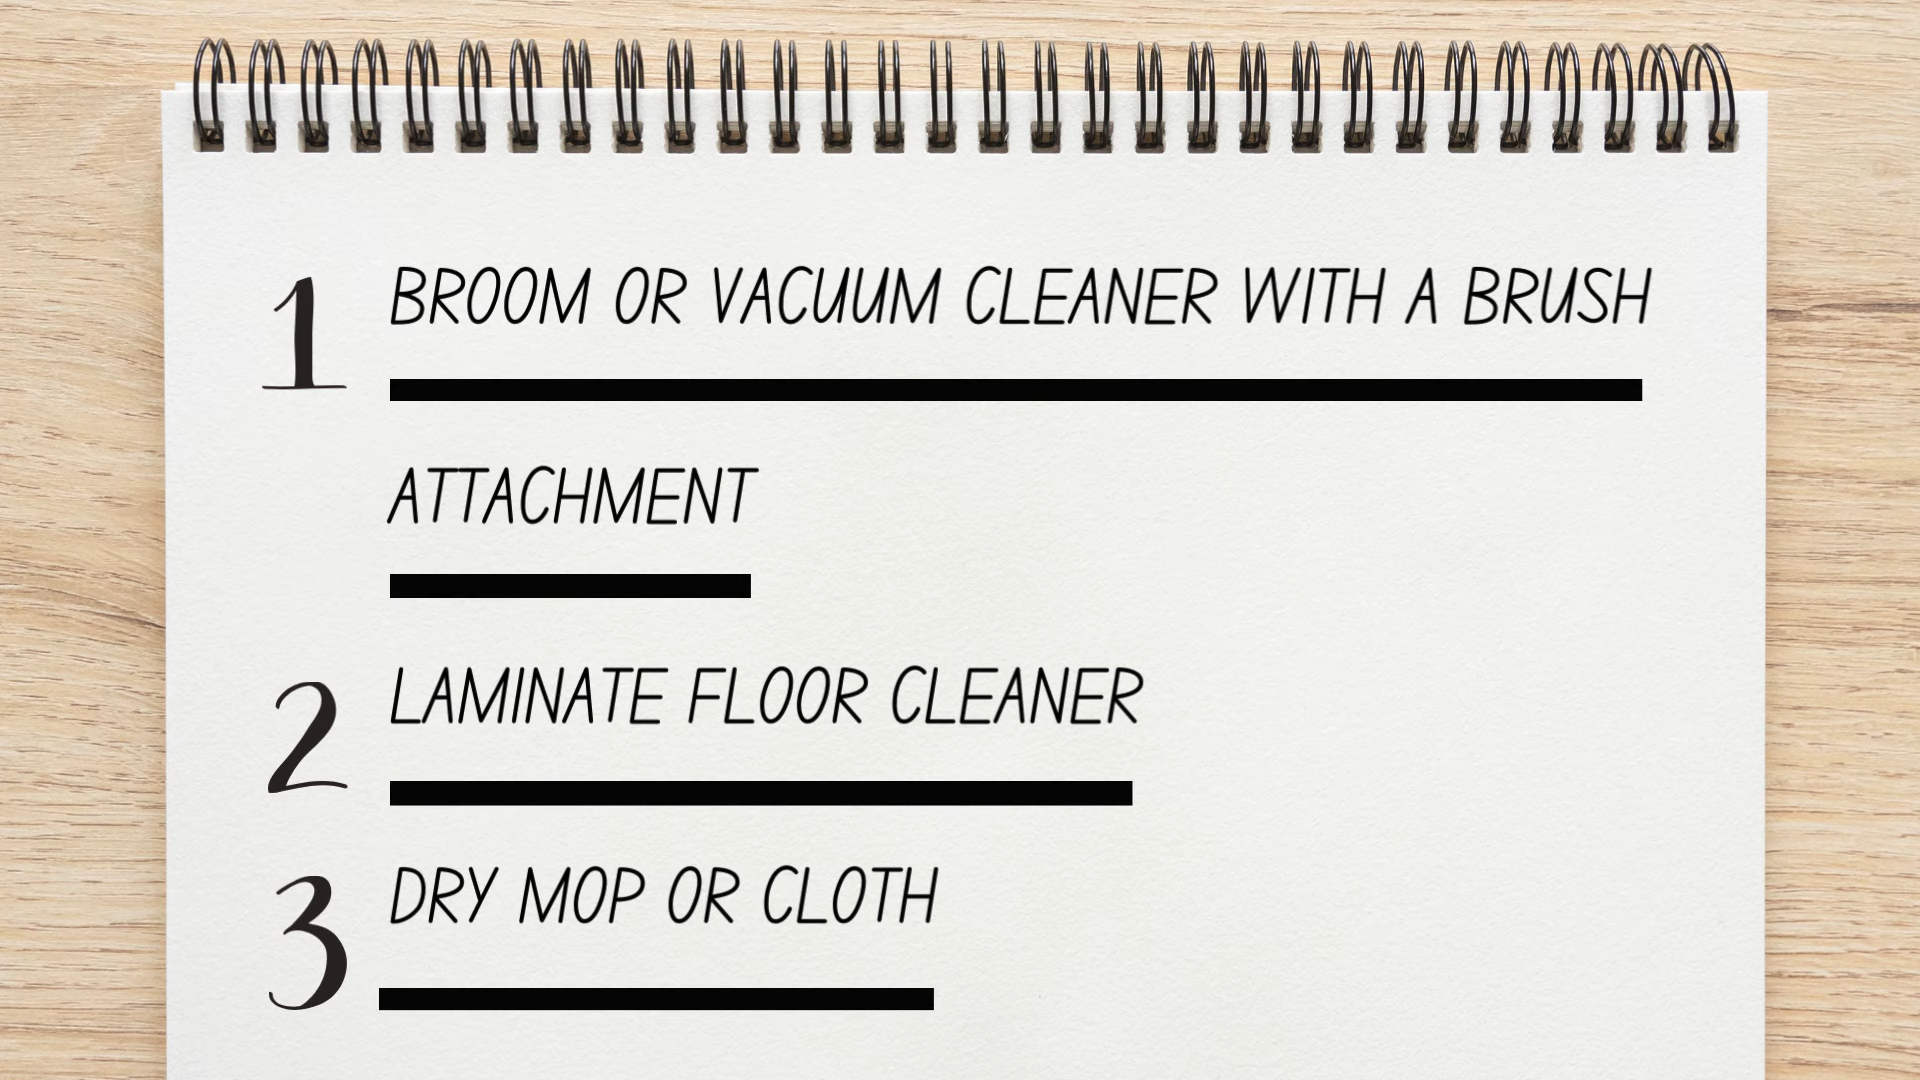 1 BROOM OR VACUUM CLEANER WITH A BRUSH
ATTACHMENT
2 LAMINATE FLOOR CLEANER
3 DRY MOP OR CLOTH